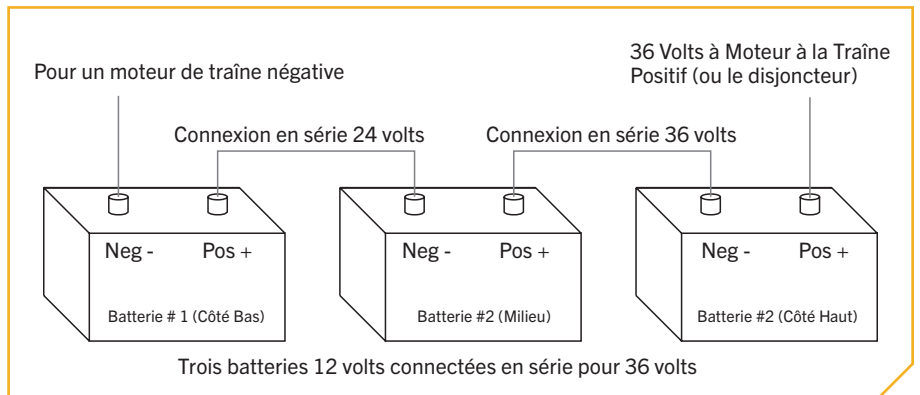 36 Volts à Moteur à la Traîne
Positif (ou le disjoncteur)
Pour un moteur de traîne négative
Connexion en série 24 volts
Connexion en série 36 volts
Neg -
Pos +
Neg -
Pos +
Neg -
Pos +
Batterie # 1 (Côté Bas)
Batterie #2 (Milieu)
Batterie #2 (Côté Haut)
Trois batteries 12 volts connectées en série pour 36 volts